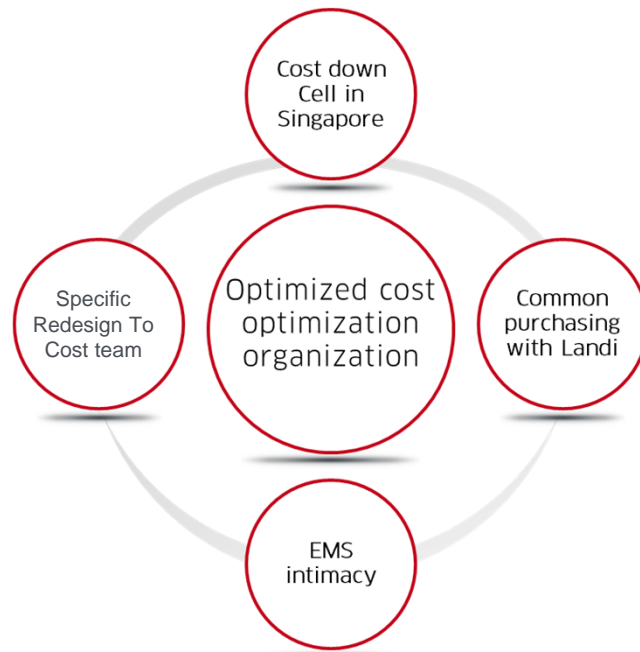 Cost down
Cell in
Singapore
Specific
Redesign To
Cost team
Optimized cost
optimization
organization
Common
purchasing
with Landi
EMS
intimacy